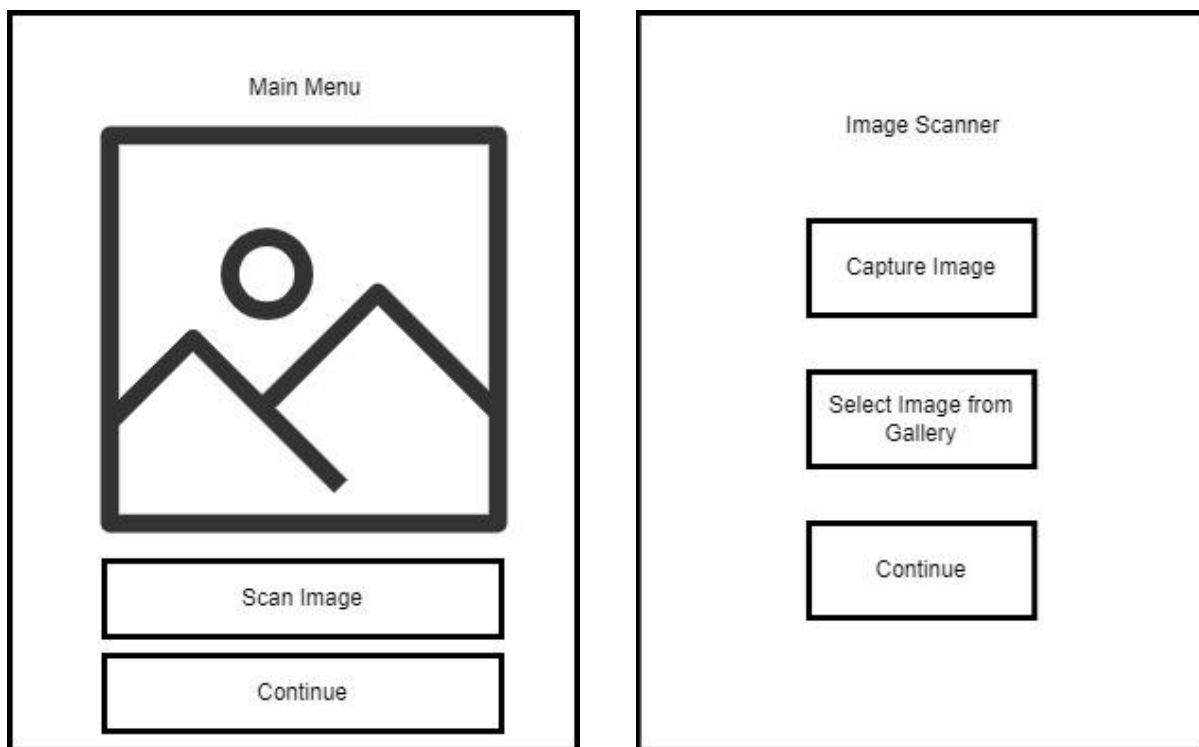 Main Menu
Scan Image
Continue
Image Scanner
Capture Image
Select Image from
Gallery
Continue